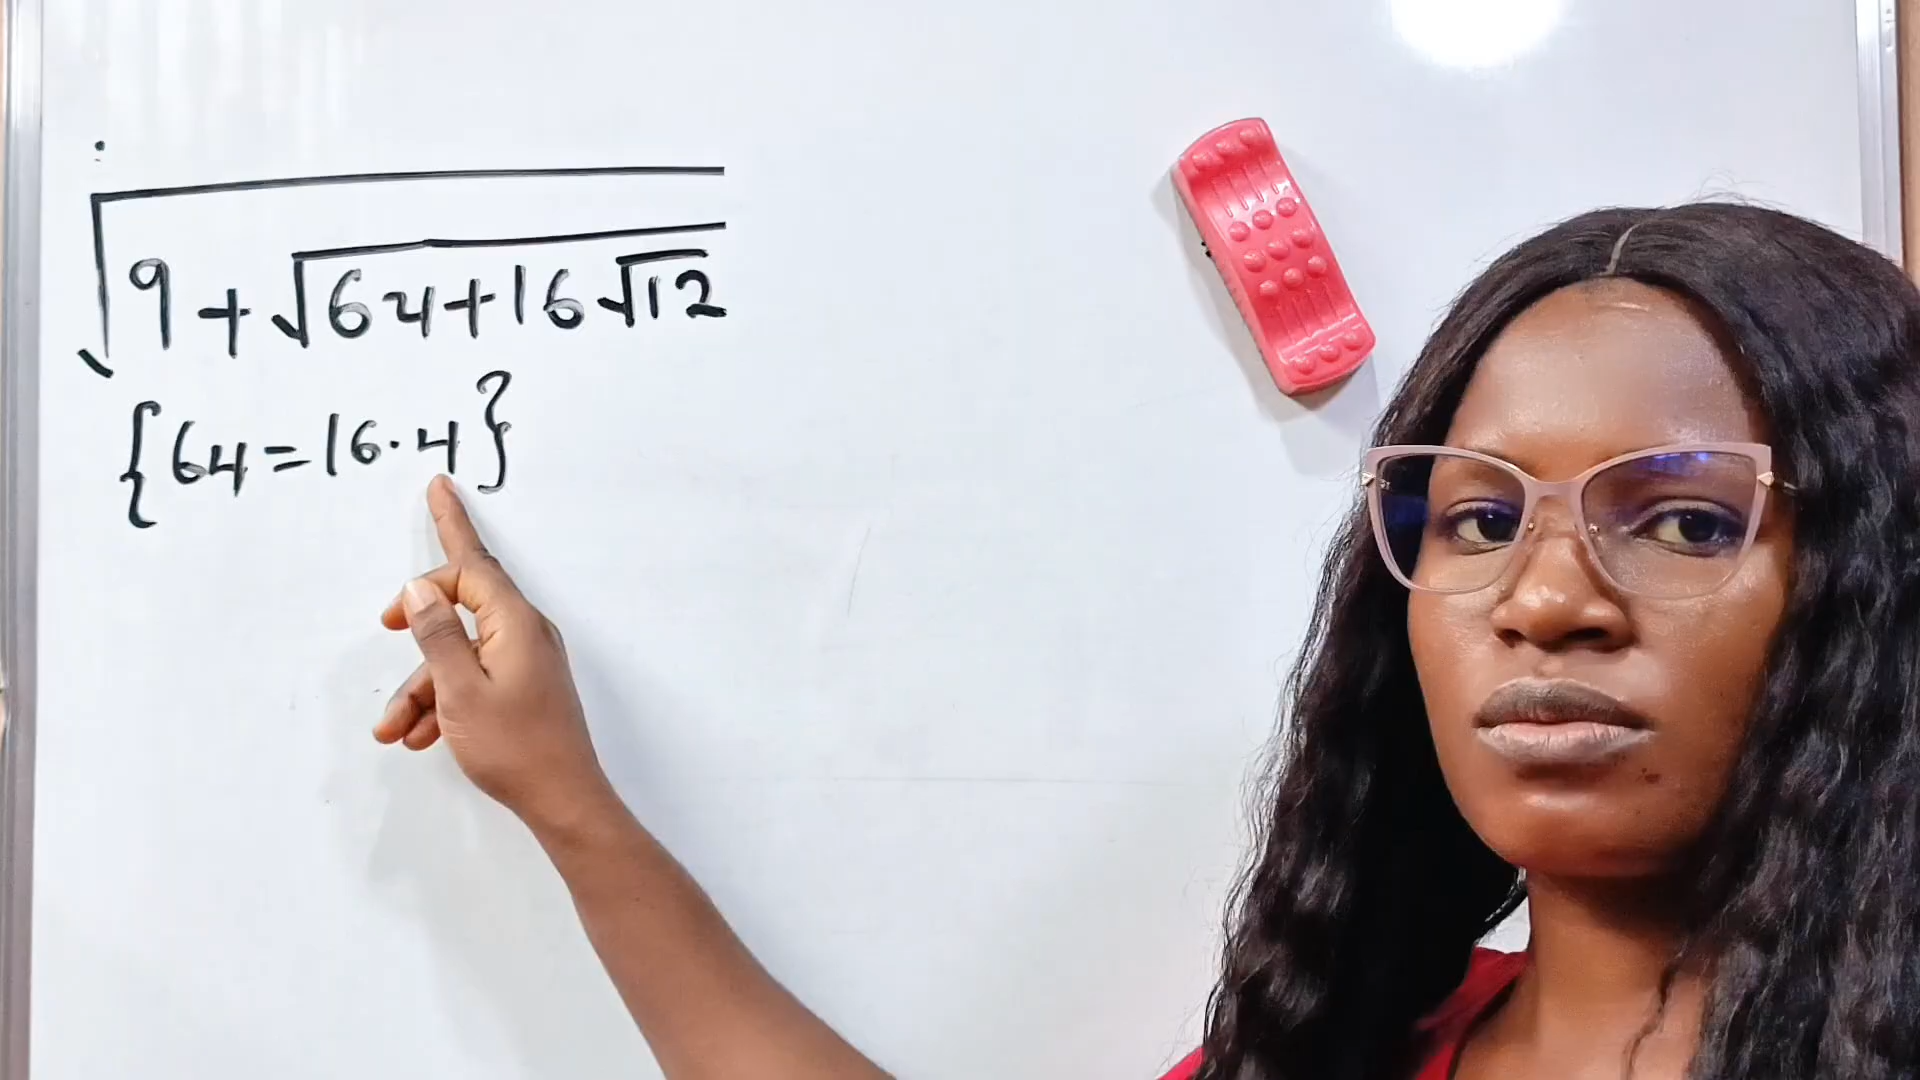 √(9 + √(64 + 16√12))
{64 = 16 · 4}